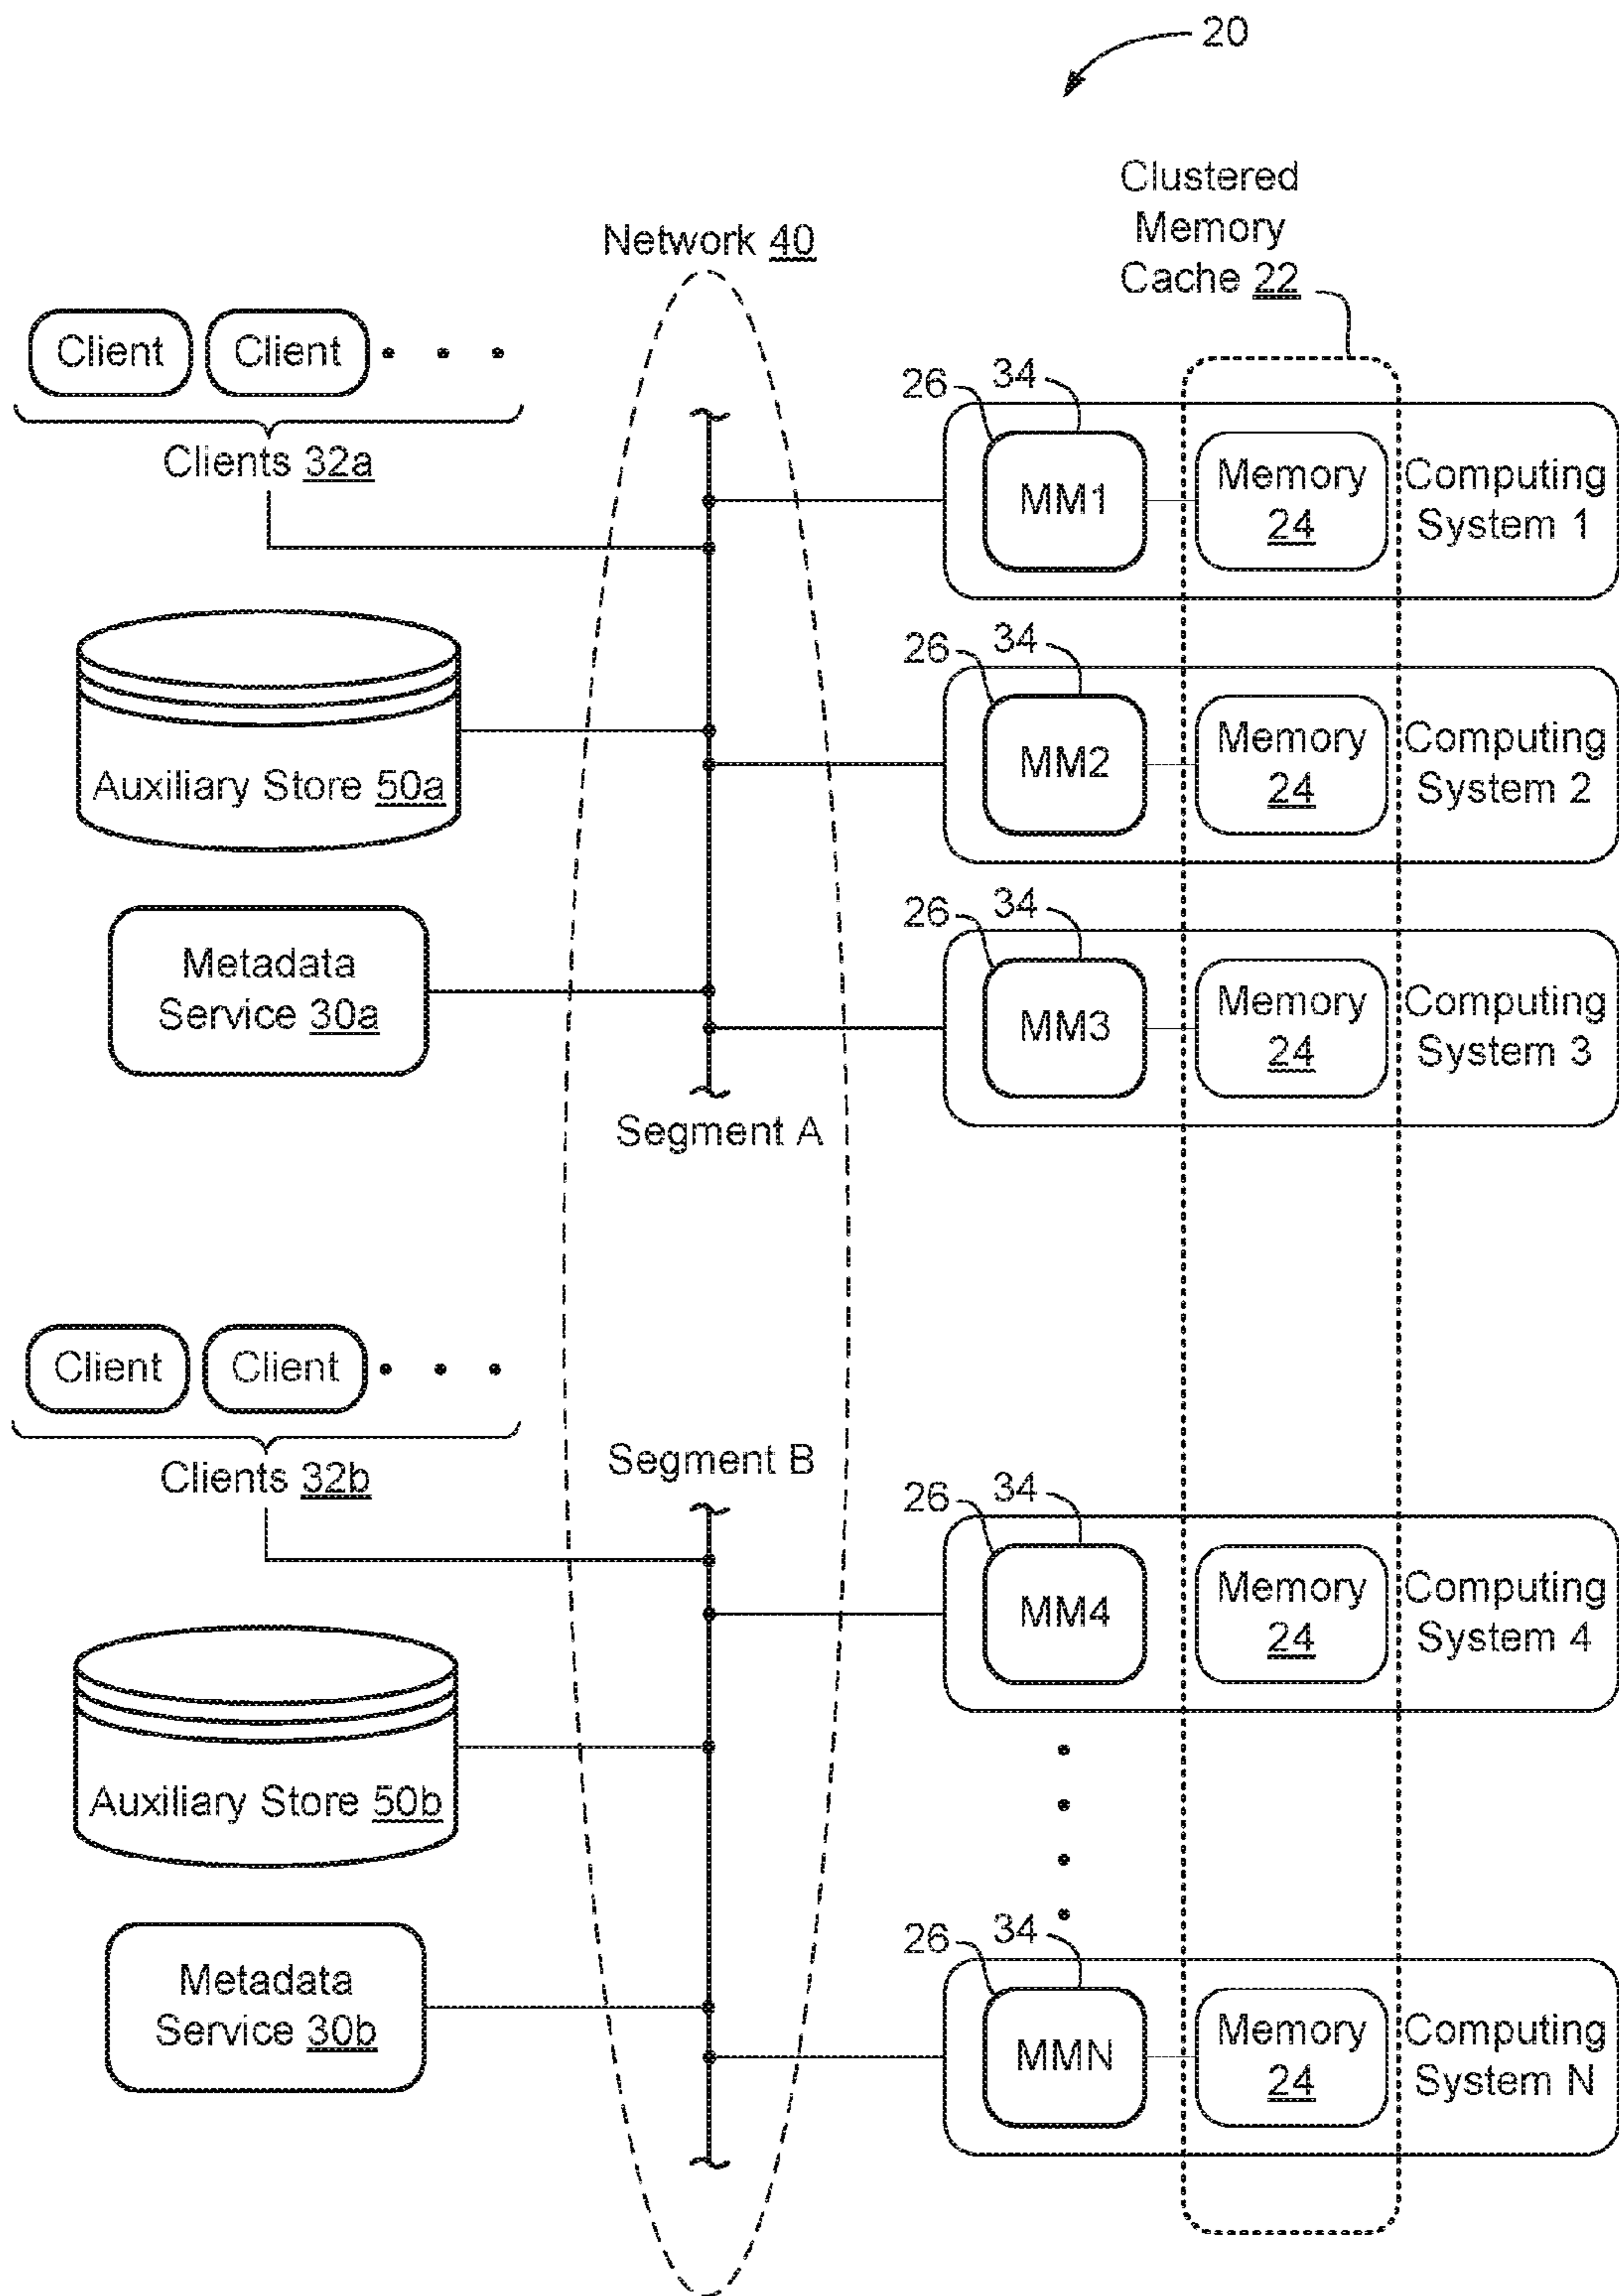 20
Clustered
Memory
Cache 22
Network 40
Client Client
Clients 32a
26 34
MM1
Memory
24
Computing
System 1
Auxiliary Store 50a
26 34
MM2
Memory
24
Computing
System 2
Metadata
Service 30a
26 34
MM3
Memory
24
Computing
System 3
Segment A
Client Client
Clients 32b
Segment B
26 34
MM4
Memory
24
Computing
System 4
Auxiliary Store 50b
Metadata
Service 30b
26 34
MMN
Memory
24
Computing
System N